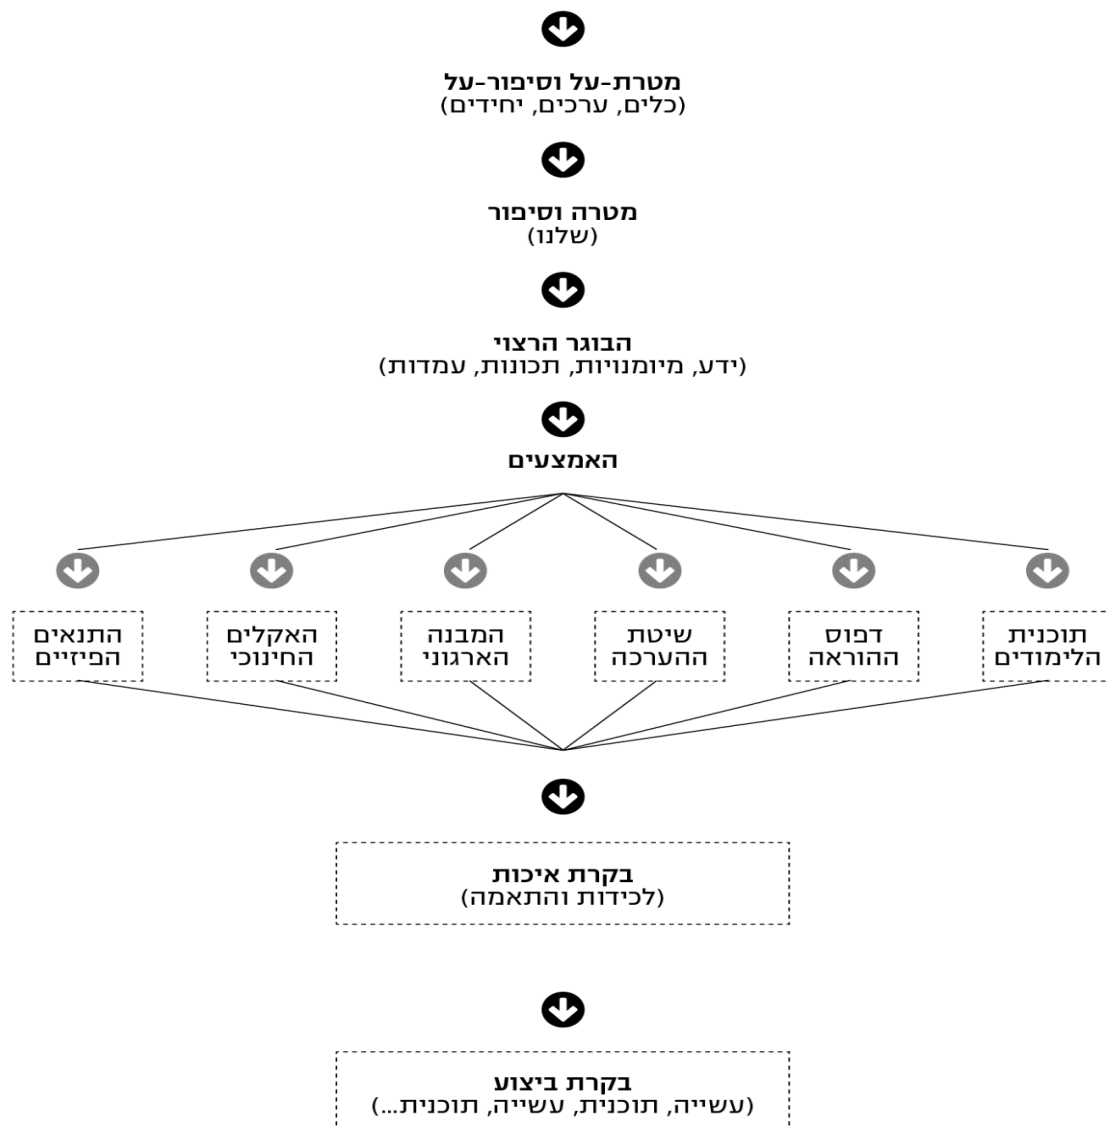 מטרת-על וסיפור-על
(כלים, ערכים, יחידים)
מטרה וסיפור
(שלנו)
הבוגר הרצוי
(ידע, מיומנויות, תכונות, עמדות)
האמצעים
תוכנית
הלימודים
דפוס
ההוראה
שיטת
ההערכה
המבנה
הארגוני
האקלים
החינוכי
התנאים
הפיזיים
בקרת איכות
(לכידות והתאמה)
בקרת ביצוע
(עשייה, תוכנית, עשייה, תוכנית...)